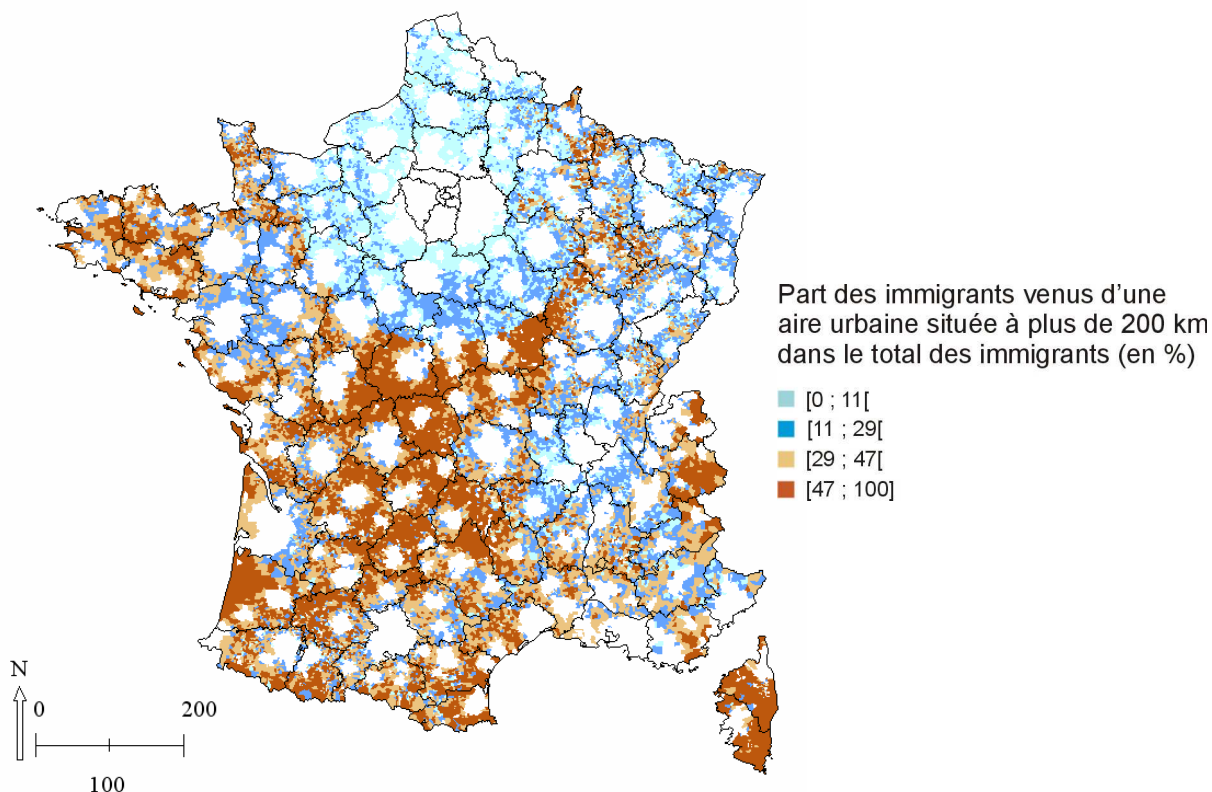 Part des immigrants venus d’une
aire urbaine située à plus de 200 km
dans le total des immigrants (en %)
[0 ; 11[
[11 ; 29[
[29 ; 47[
[47 ; 100]
N
0
200
100